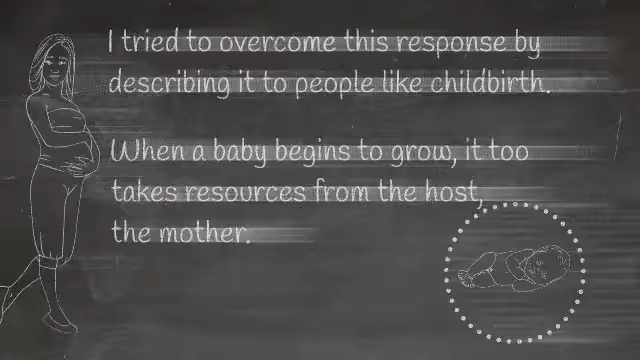 I tried to overcome this response by
describing it to people like childbirth.
When a baby begins to grow, it too
takes resources from the host,
the mother.